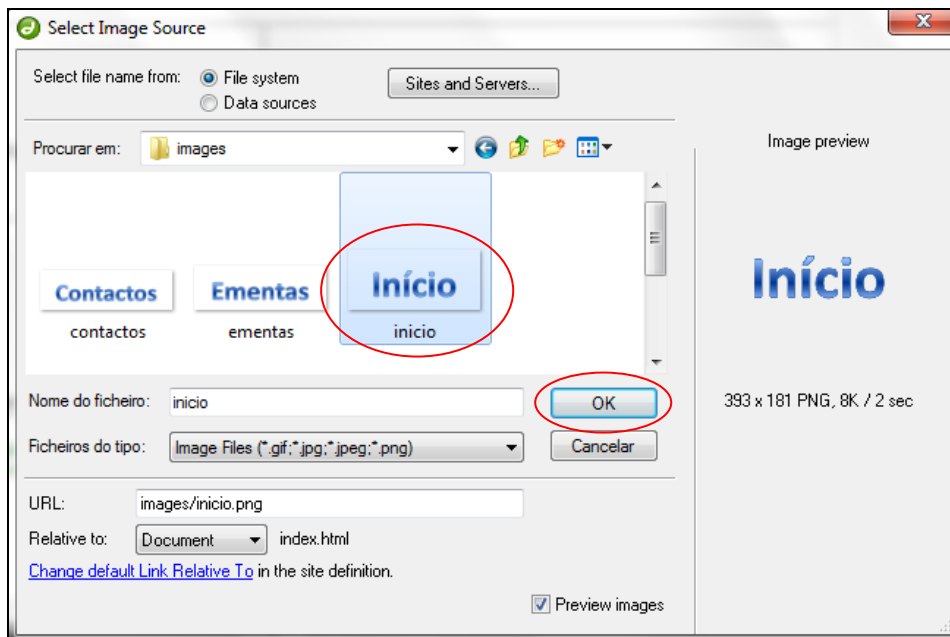 Select Image Source
Select file name from: File system
Sites and Servers...
Data sources
Procurar em: images
Image preview
Contactos
Ementas
Início
contactos
ementas
inicio
Início
Nome do ficheiro: inicio
OK
393 x 181 PNG, 8K / 2 sec
Ficheiros do tipo: Image Files (*.gif;*.jpg;*.jpeg;*.png)
Cancelar
URL: images/inicio.png
Relative to: Document index.html
Change default Link Relative To in the site definition.
Preview images